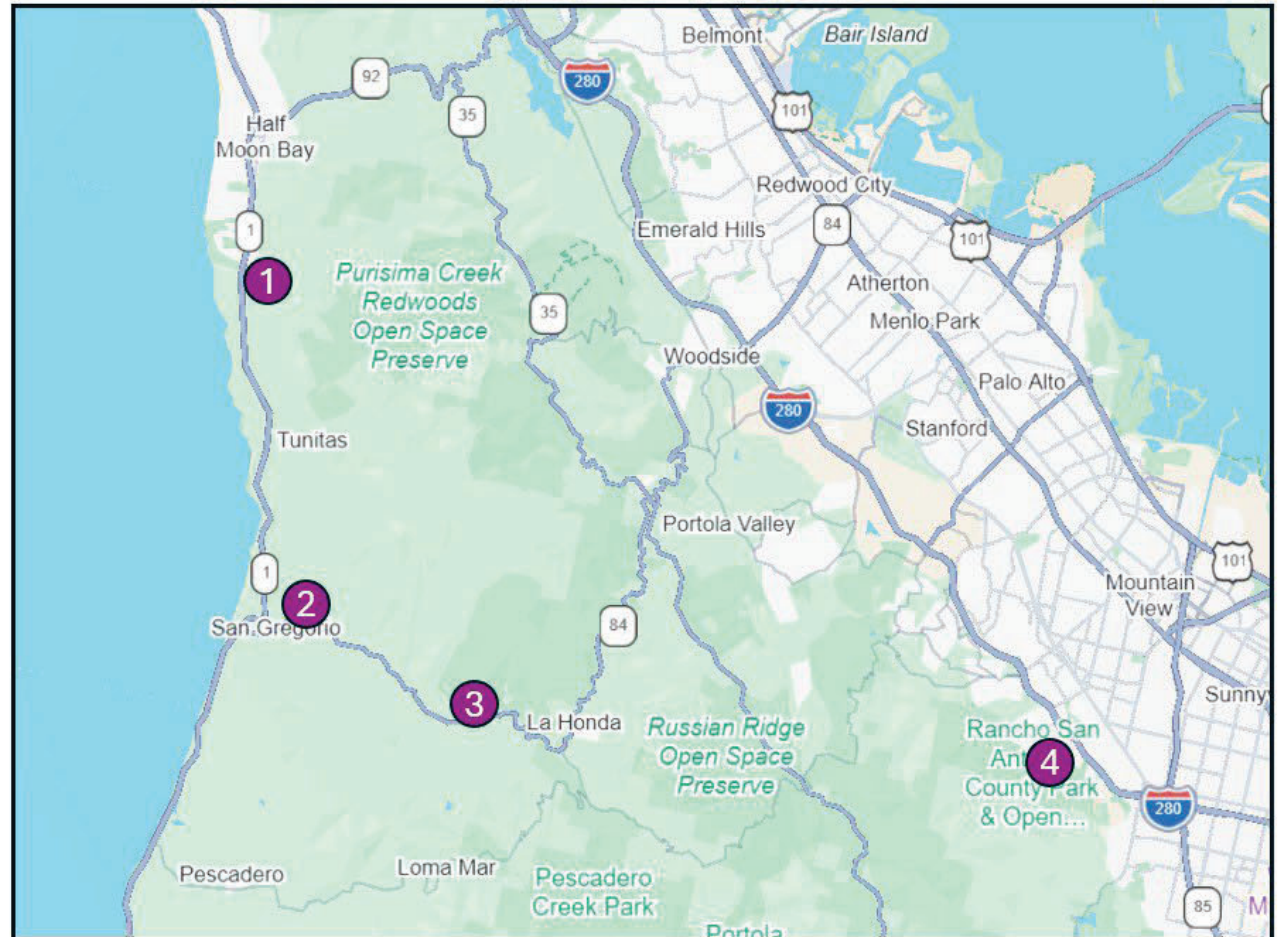 Belmont
Bair Island
92
280
101
35
Half
Moon Bay
Redwood City
1
Emerald Hills
84
101
1
Purisima Creek
Redwoods
Open Space
Preserve
35
Atherton
Menlo Park
Woodside
Palo Alto
280
Stanford
Tunitas
Portola Valley
101
1
Mountain
View
2
San Gregorio
84
3
La Honda
Russian Ridge
Open Space
Preserve
Sunny
Rancho San
Ant
4
County Park
& Open...
280
Pescadero
Loma Mar
Pescadero
Creek Park
85
M
Portola